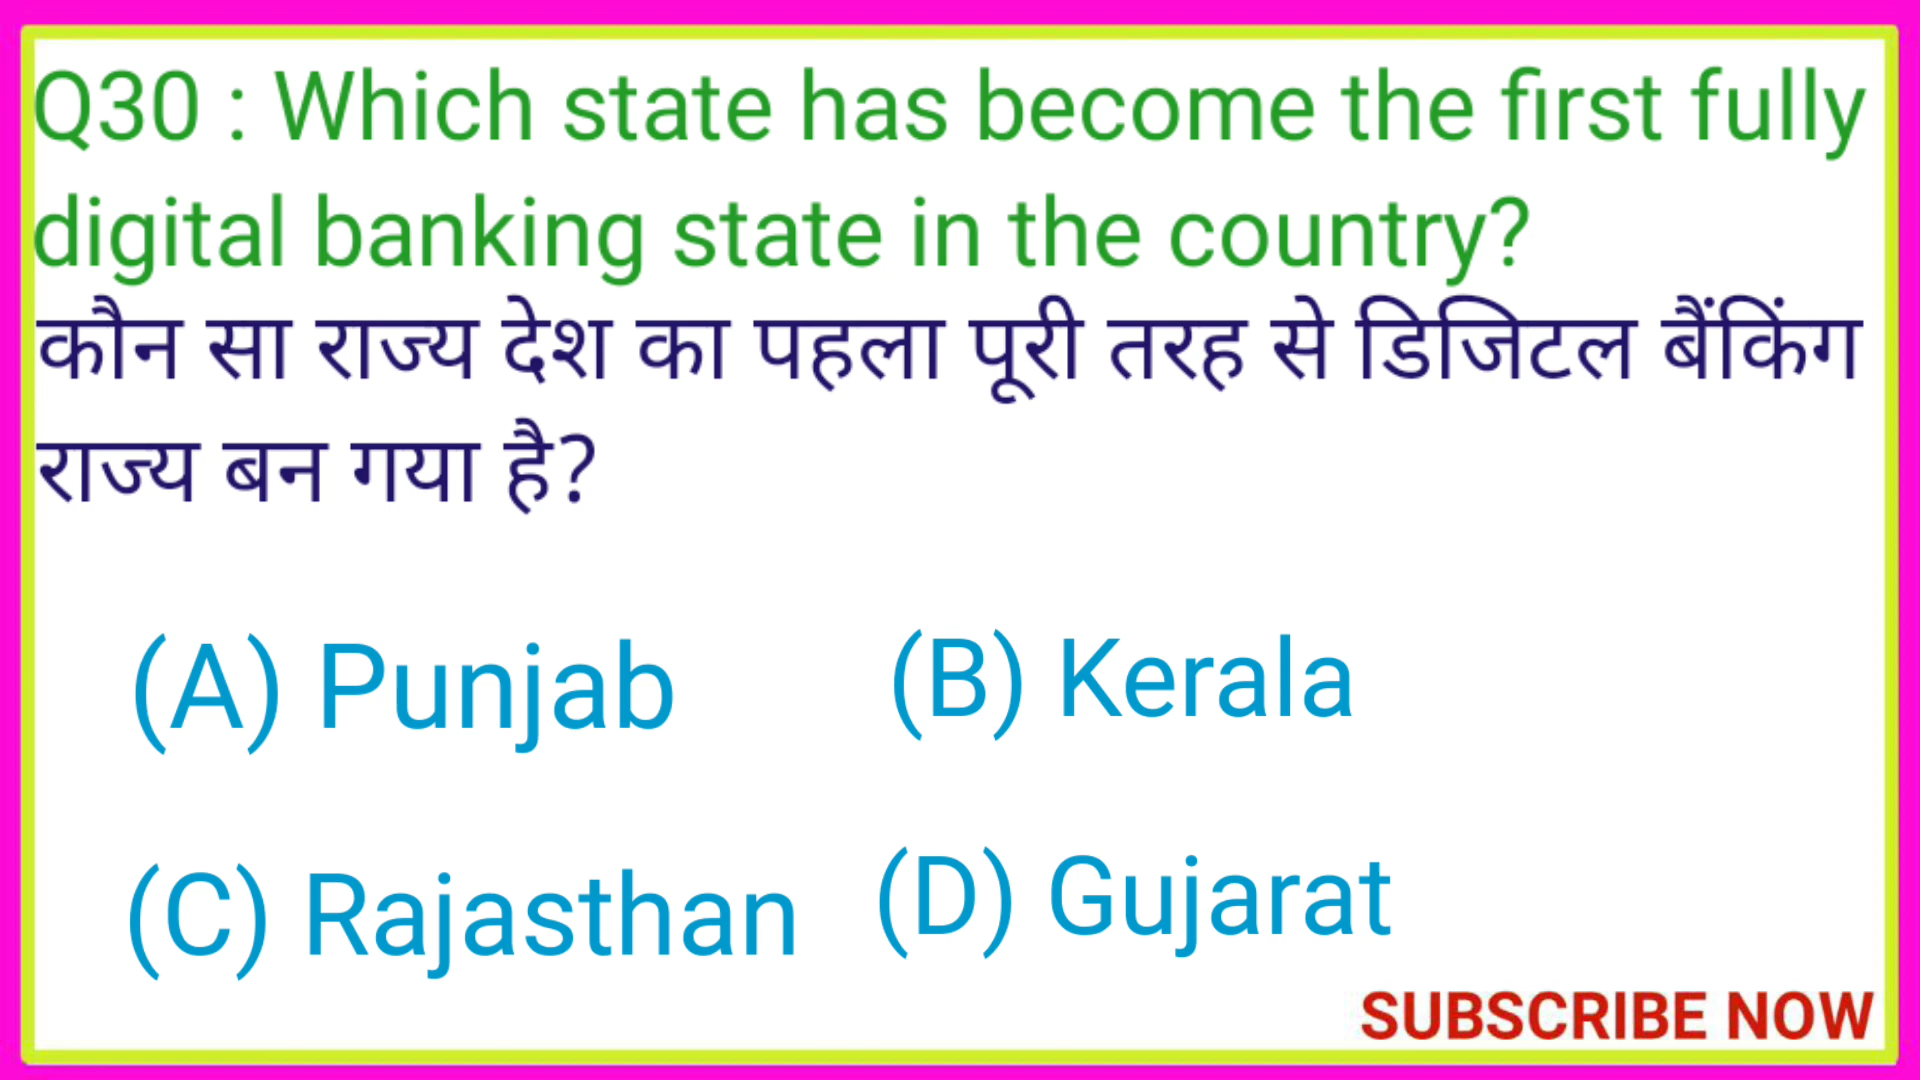 Q30 : Which state has become the first fully
digital banking state in the country?
कौन सा राज्य देश का पहला पूरी तरह से डिजिटल बैंकिंग
राज्य बन गया है?
(A) Punjab (B) Kerala
(C) Rajasthan (D) Gujarat
SUBSCRIBE NOW